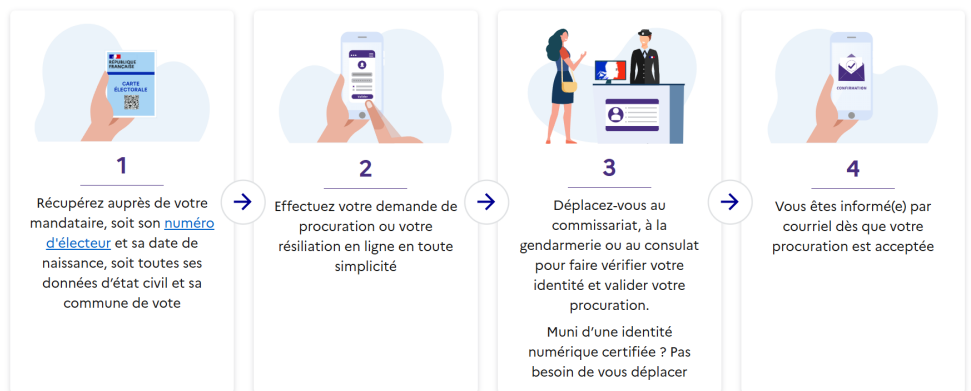 RÉPUBLIQUE
FRANÇAISE
CARTE
ÉLECTORALE
1
Récupérez auprès de votre
mandataire, soit son numéro
d'électeur et sa date de
naissance, soit toutes ses
données d’état civil et sa
commune de vote
2
Effectuez votre demande de
procuration ou votre
résiliation en ligne en toute
simplicité
3
Déplacez-vous au
commissariat, à la
gendarmerie ou au consulat
pour faire vérifier votre
identité et valider votre
procuration.
Muni d’une identité
numérique certifiée ? Pas
besoin de vous déplacer
CONFIRMATION
4
Vous êtes informé(e) par
courriel dès que votre
procuration est acceptée